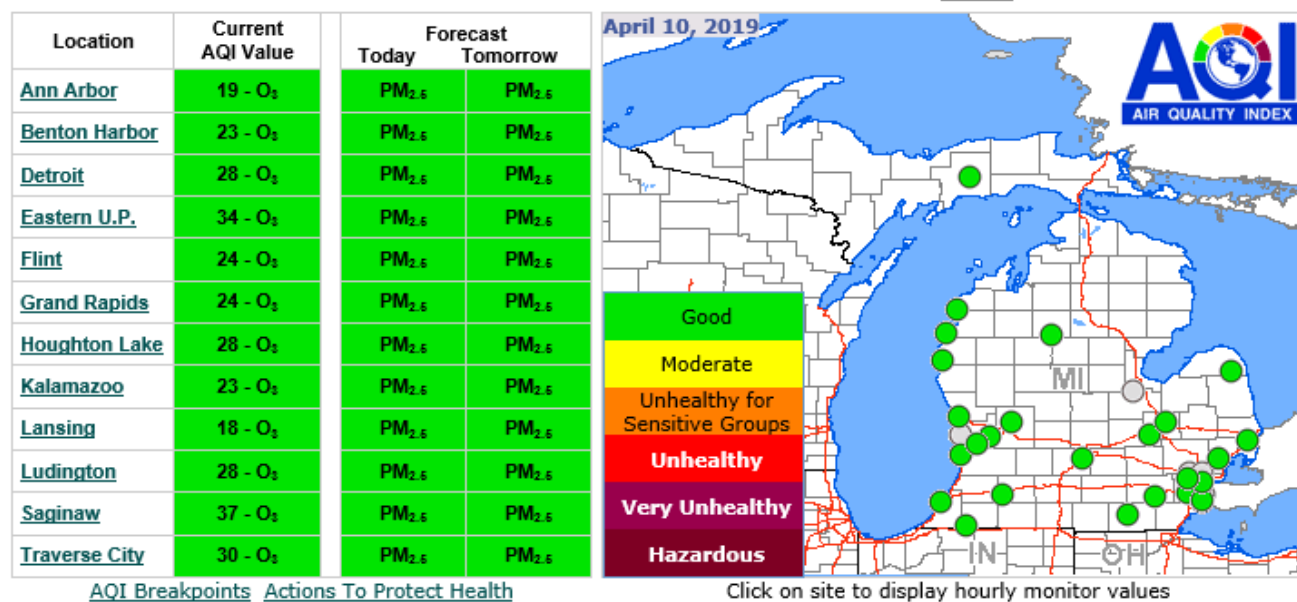 Location Current AQI Value Forecast
Today Tomorrow
Ann Arbor 19 - O₃ PM₂.₅ PM₂.₅
Benton Harbor 23 - O₃ PM₂.₅ PM₂.₅
Detroit 28 - O₃ PM₂.₅ PM₂.₅
Eastern U.P. 34 - O₃ PM₂.₅ PM₂.₅
Flint 24 - O₃ PM₂.₅ PM₂.₅
Grand Rapids 24 - O₃ PM₂.₅ PM₂.₅
Houghton Lake 28 - O₃ PM₂.₅ PM₂.₅
Kalamazoo 23 - O₃ PM₂.₅ PM₂.₅
Lansing 18 - O₃ PM₂.₅ PM₂.₅
Ludington 28 - O₃ PM₂.₅ PM₂.₅
Saginaw 37 - O₃ PM₂.₅ PM₂.₅
Traverse City 30 - O₃ PM₂.₅ PM₂.₅
AQI Breakpoints Actions To Protect Health
April 10, 2019
AQI
AIR QUALITY INDEX
Good
Moderate
Unhealthy for
Sensitive Groups
Unhealthy
Very Unhealthy
Hazardous
MI
IN
OH
Click on site to display hourly monitor values